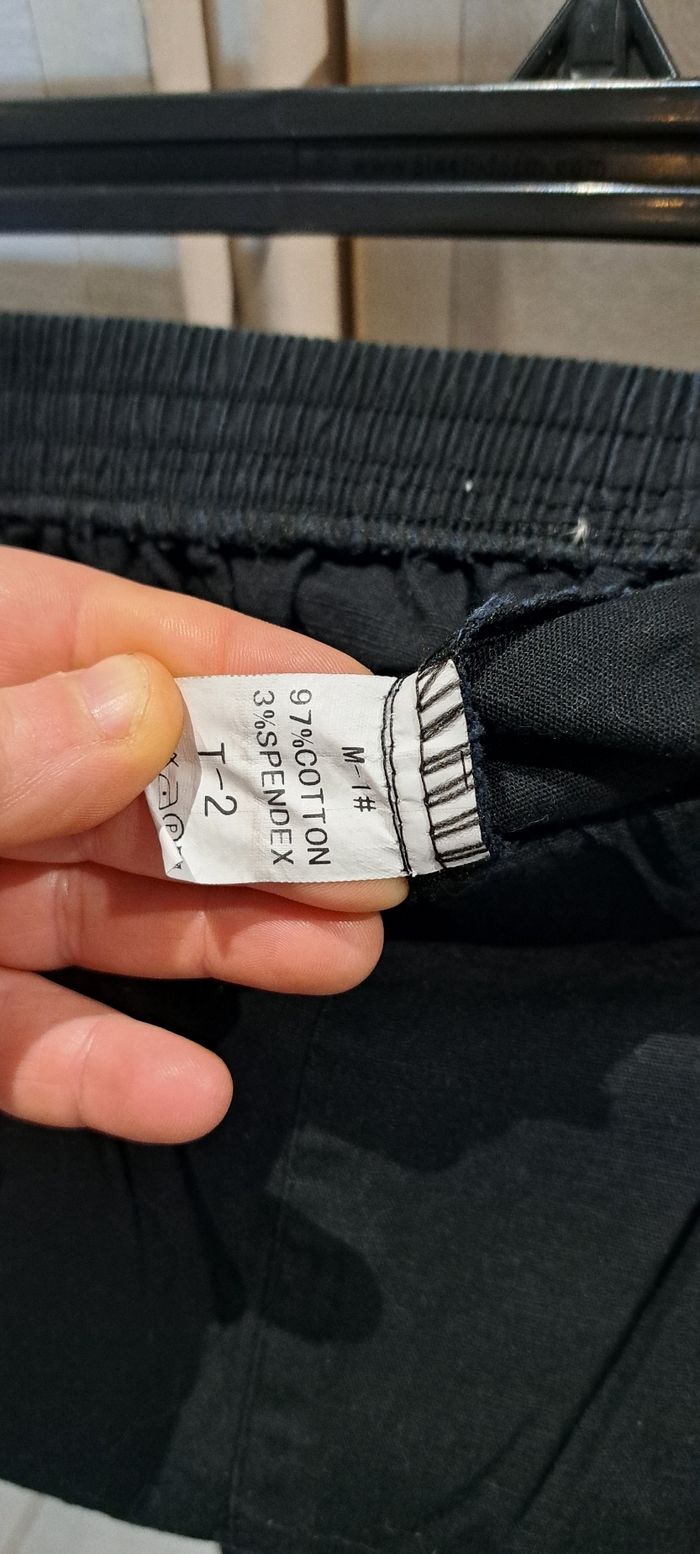 M-1#
97%COTTON
3%SPENDEX
T-2
P